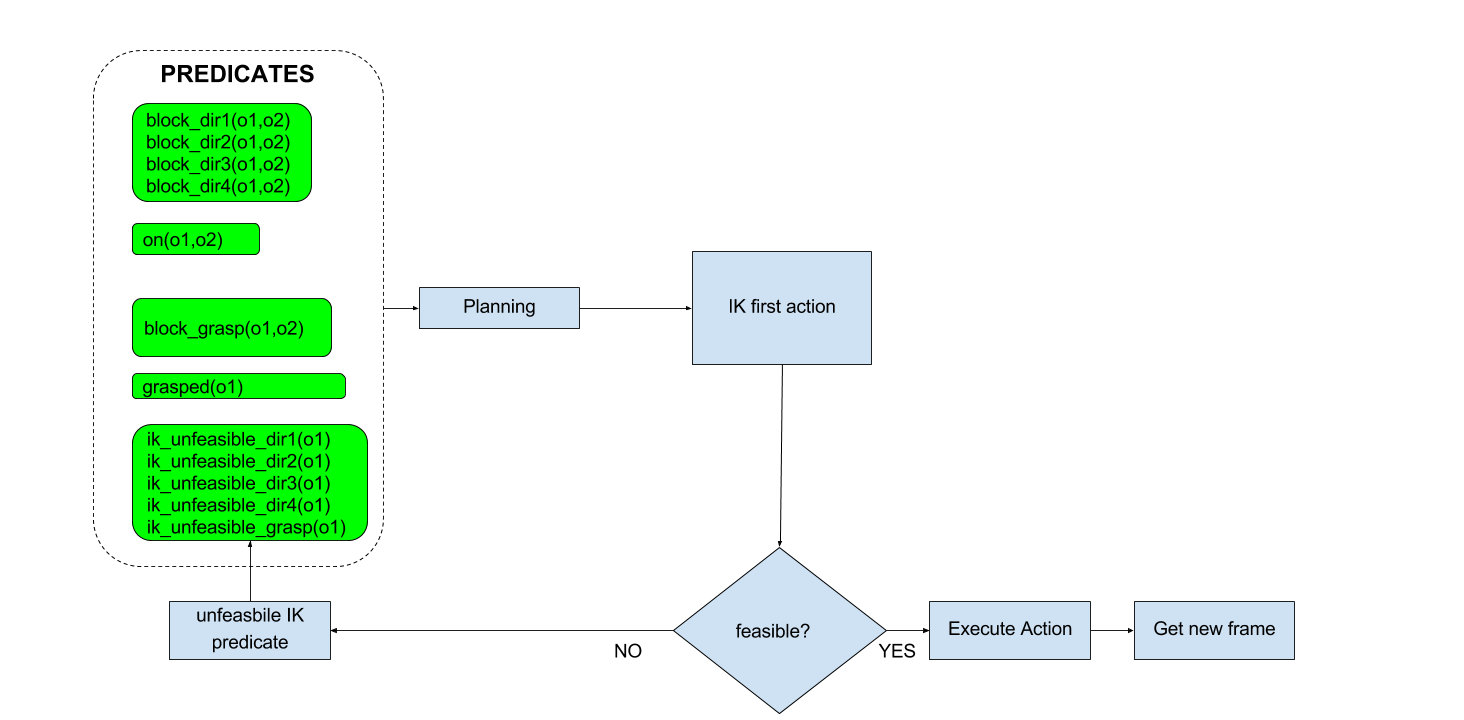 PREDICATES
block_dir1(o1,o2)
block_dir2(o1,o2)
block_dir3(o1,o2)
block_dir4(o1,o2)
on(o1,o2)
block_grasp(o1,o2)
grasped(o1)
ik_unfeasible_dir1(o1)
ik_unfeasible_dir2(o1)
ik_unfeasible_dir3(o1)
ik_unfeasible_dir4(o1)
ik_unfeasible_grasp(o1)
Planning
IK first action
feasible?
NO
YES
unfeasbile IK
predicate
Execute Action
Get new frame